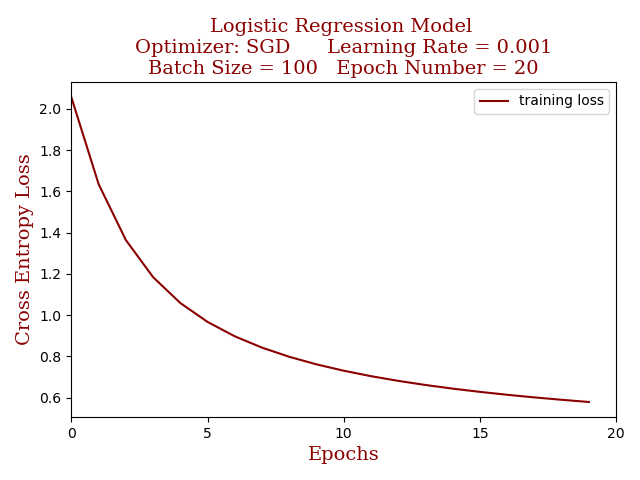 Logistic Regression Model
Optimizer: SGD      Learning Rate = 0.001
Batch Size = 100   Epoch Number = 20
training loss
Cross Entropy Loss
2.0
1.8
1.6
1.4
1.2
1.0
0.8
0.6
0
5
10
15
20
Epochs